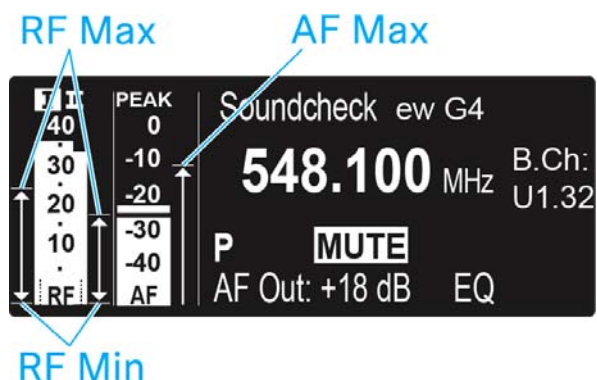 RF Max
AF Max
I II
PEAK
Soundcheck ew G4
40
0
30
-10
548.100 MHz
B.Ch:
U1.32
20
-20
10
-30
-40
P MUTE
RF
AF
AF Out: +18 dB EQ
RF Min